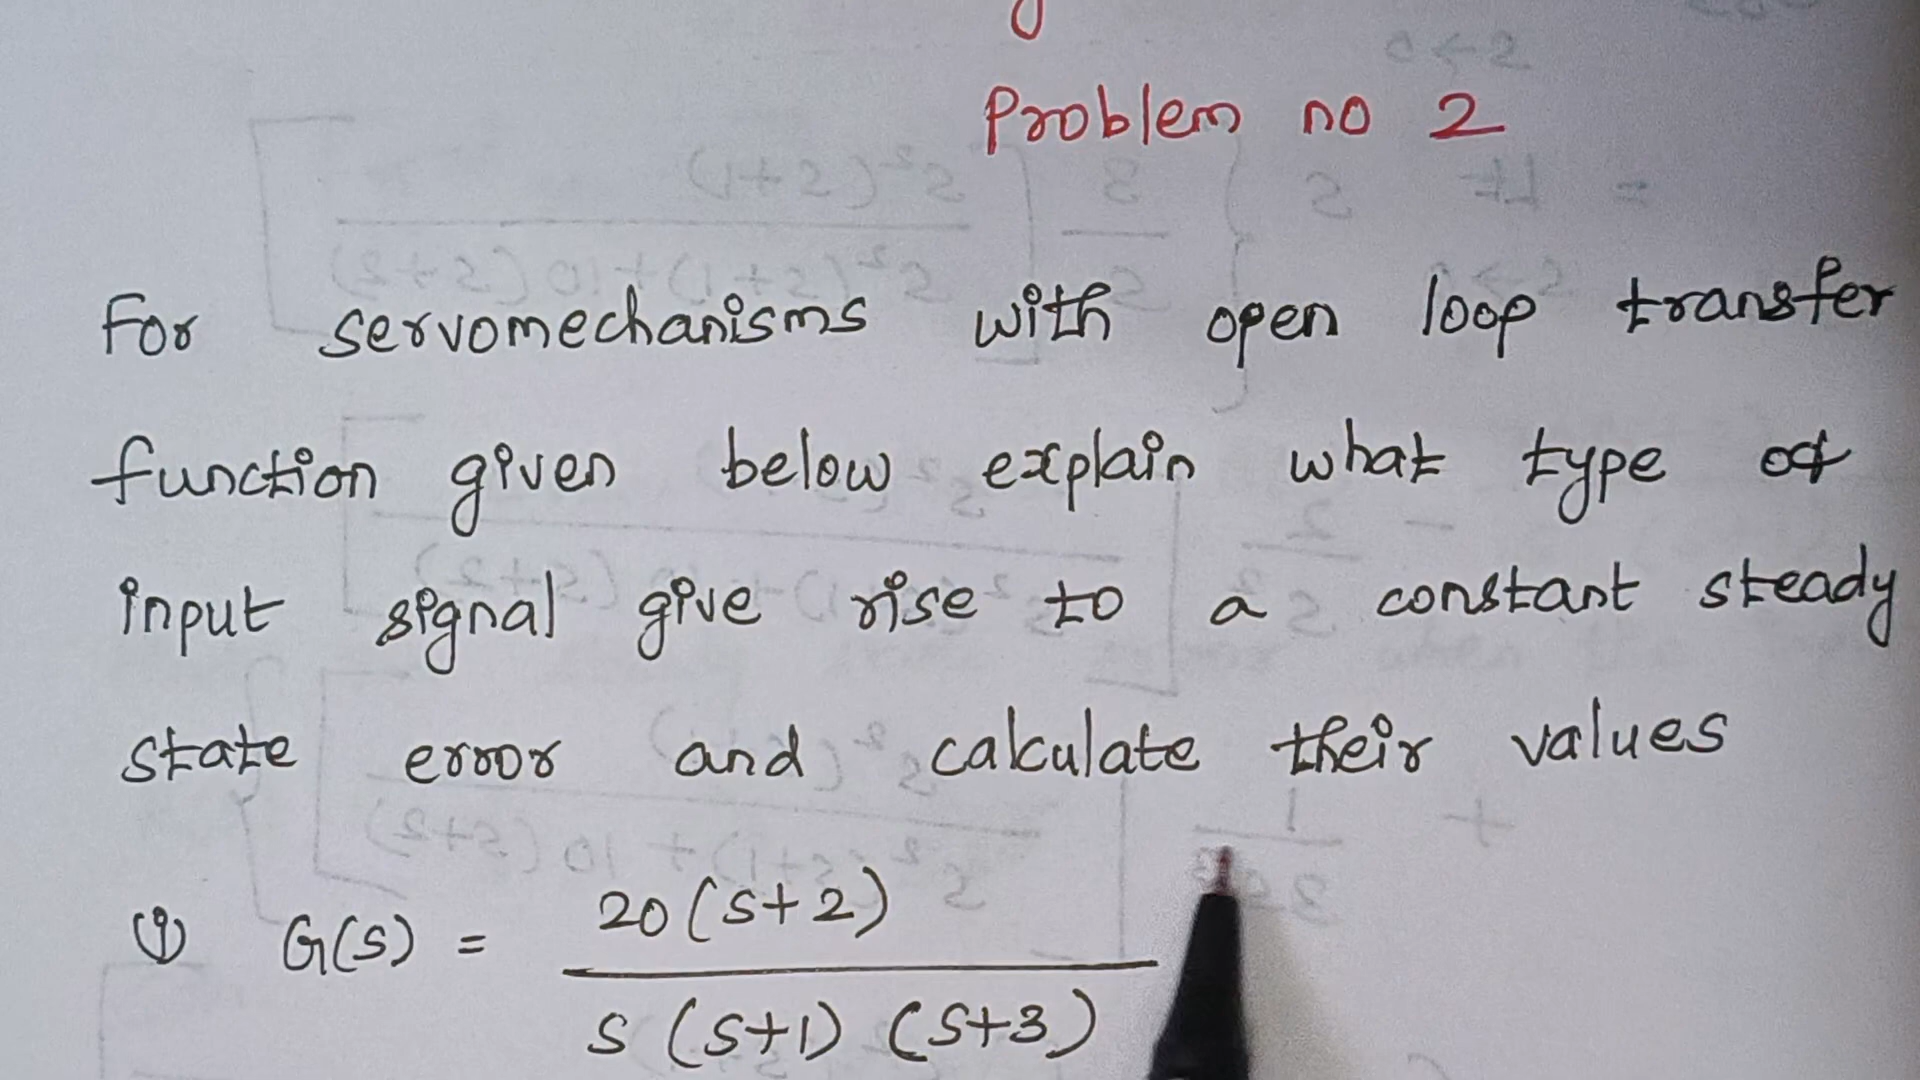 Problem no 2
For servomechanisms with open loop transfer
function given below explain what type of
input signal give rise to a constant steady
state error and calculate their values
(i) G(s) = 20(s+2) / s(s+1)(s+3)